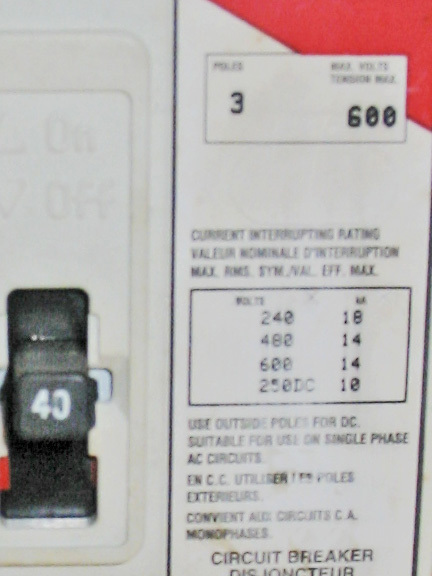 On
Off
40
POLES MAX. VOLTS
TENSION MAX.
3 600
CURRENT INTERRUPTING RATING
VALEUR NOMINALE D'INTERRUPTION
MAX. RMS. SYM./VAL. EFF. MAX.
VOLTS kA
240 18
480 14
600 14
250DC 10
USE OUTSIDE POLES FOR DC.
SUITABLE FOR USE ON SINGLE PHASE
AC CIRCUITS.
EN C.C. UTILISER LES POLES
EXTERIEURS.
CONVIENT AUX CIRCUITS C.A.
MONOPHASES.
CIRCUIT BREAKER
DISJONCTEUR